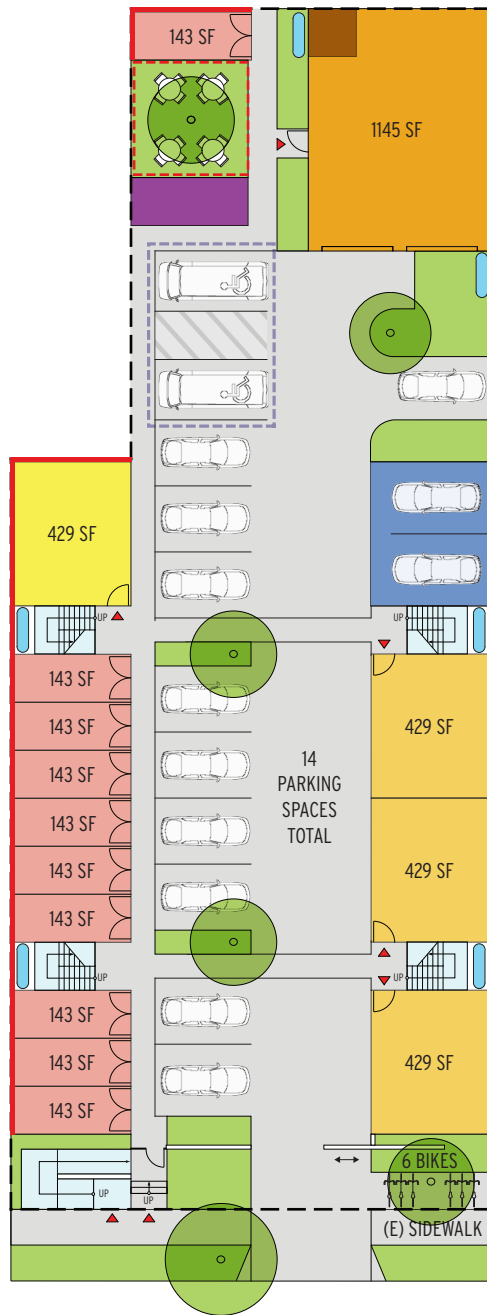 143 SF
1145 SF
429 SF
UP
UP
143 SF
143 SF
143 SF
143 SF
143 SF
143 SF
429 SF
14
PARKING
SPACES
TOTAL
429 SF
UP
UP
143 SF
143 SF
143 SF
429 SF
6 BIKES
UP
UP
(E) SIDEWALK